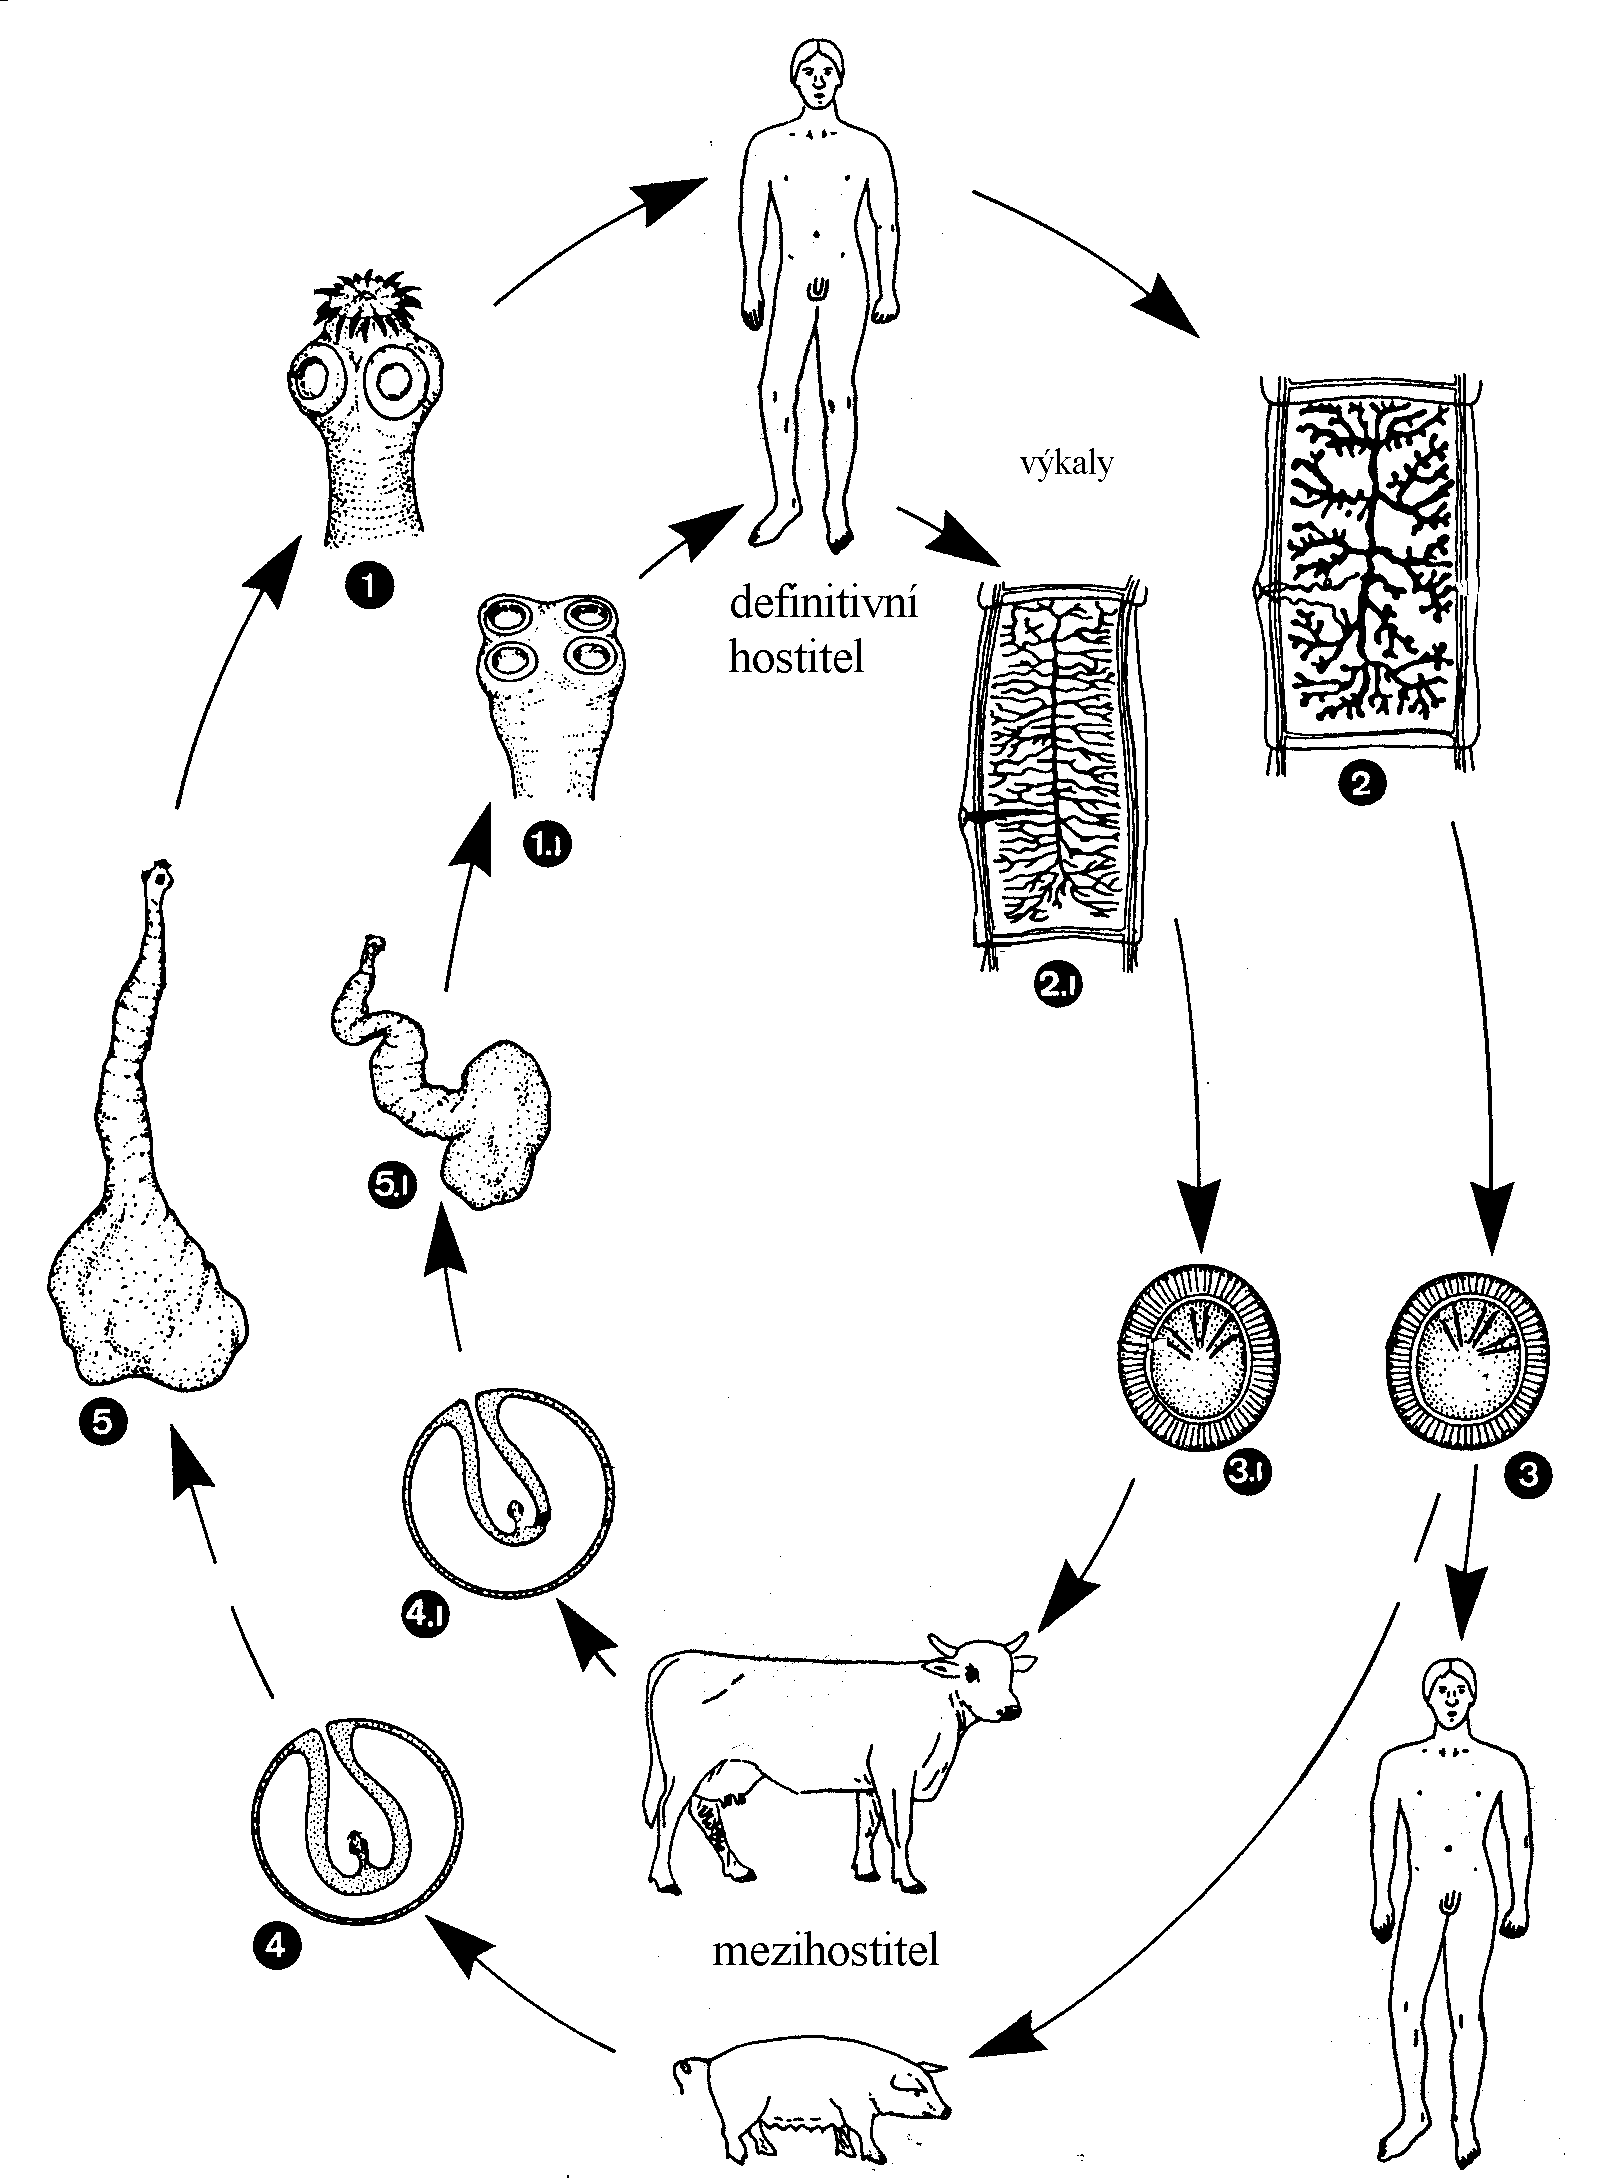 výkaly
1
definitivní
hostitel
2
1.I
2.I
5.I
5
3.I
3
4.I
4
mezihostitel